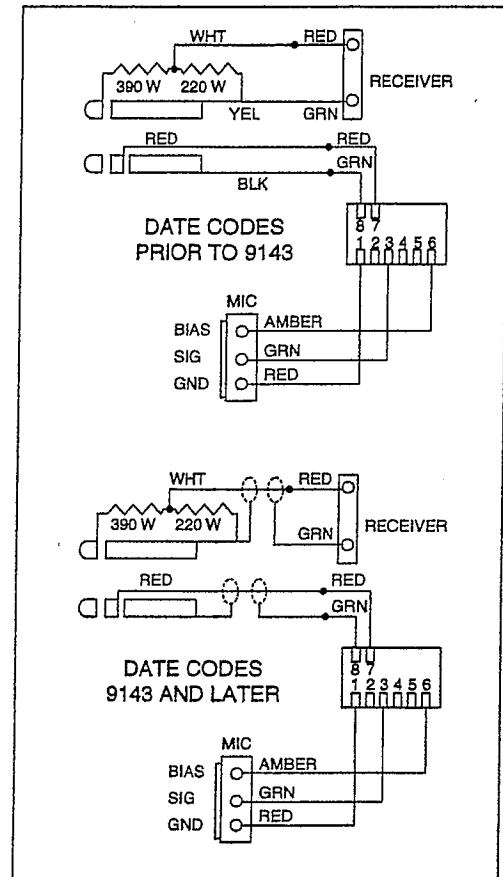 WHT RED
390 W 220 W
RECEIVER
YEL GRN
RED RED
GRN
BLK
DATE CODES
PRIOR TO 9143
8 7
1 2 3 4 5 6
MIC
BIAS AMBER
SIG GRN
GND RED
WHT RED
390 W 220 W
RECEIVER
GRN
RED RED
GRN
DATE CODES
9143 AND LATER
8 7
1 2 3 4 5 6
MIC
BIAS AMBER
SIG GRN
GND RED